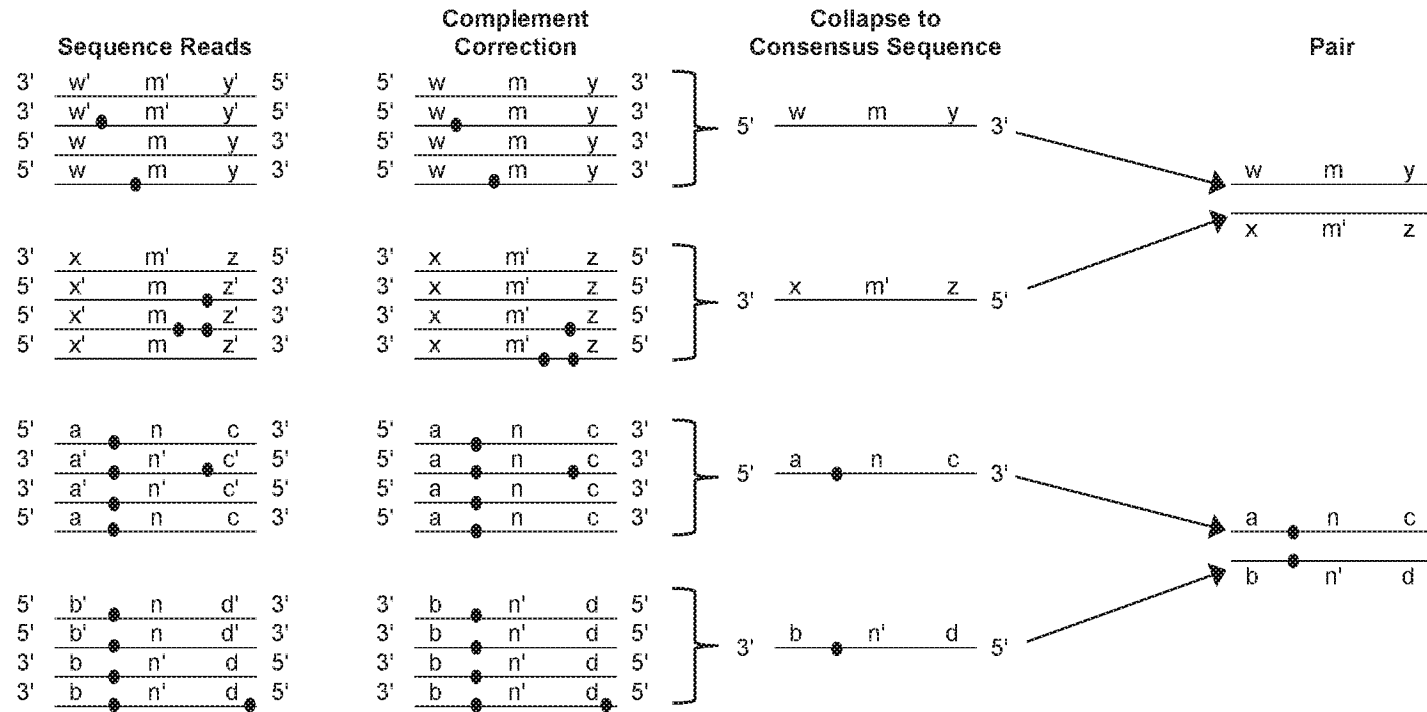 Sequence Reads
Complement
Correction
Collapse to
Consensus Sequence
Pair
3' w' m' y' 5'
3' w' m' y' 5'
5' w m y 3'
5' w m y 3'
5' w m y 3'
5' w m y 3'
5' w m y 3'
5' w m y 3'
5' w m y 3'
w m y
x m' z
3' x m' z 5'
5' x' m z' 3'
5' x' m z' 3'
5' x' m z' 3'
3' x m' z 5'
3' x m' z 5'
3' x m' z 5'
3' x m' z 5'
3' x m' z 5'
5' a n c 3'
3' a' n' c' 5'
3' a' n' c' 5'
5' a n c 3'
5' a n c 3'
5' a n c 3'
5' a n c 3'
5' a n c 3'
5' a n c 3'
a n c
b n' d
5' b' n d' 3'
5' b' n d' 3'
3' b n' d 5'
3' b n' d 5'
3' b n' d 5'
3' b n' d 5'
3' b n' d 5'
3' b n' d 5'
3' b n' d 5'